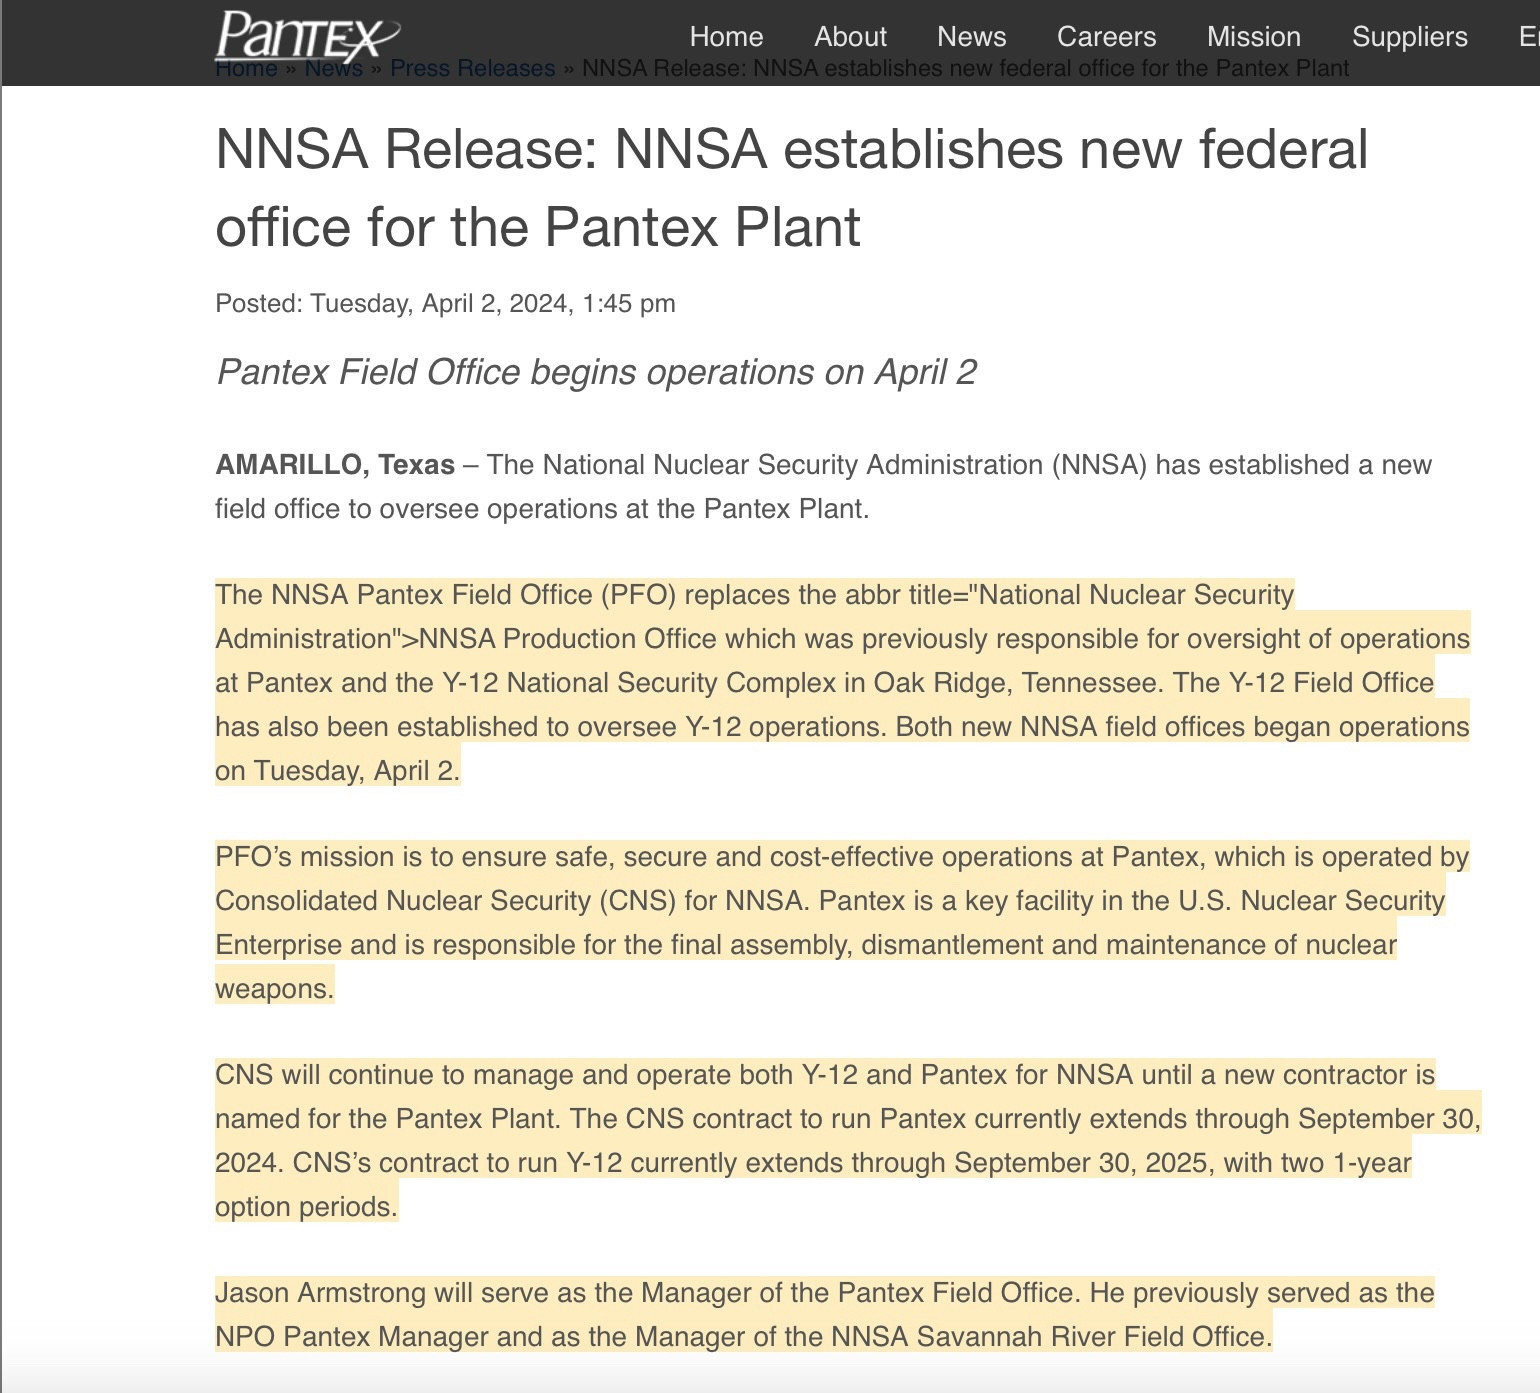 PanTEX
Home About News Careers Mission Suppliers
Home » News » Press Releases » NNSA Release: NNSA establishes new federal office for the Pantex Plant
NNSA Release: NNSA establishes new federal
office for the Pantex Plant
Posted: Tuesday, April 2, 2024, 1:45 pm
Pantex Field Office begins operations on April 2
AMARILLO, Texas – The National Nuclear Security Administration (NNSA) has established a new
field office to oversee operations at the Pantex Plant.
The NNSA Pantex Field Office (PFO) replaces the abbr title="National Nuclear Security
Administration">NNSA Production Office which was previously responsible for oversight of operations
at Pantex and the Y-12 National Security Complex in Oak Ridge, Tennessee. The Y-12 Field Office
has also been established to oversee Y-12 operations. Both new NNSA field offices began operations
on Tuesday, April 2.
PFO’s mission is to ensure safe, secure and cost-effective operations at Pantex, which is operated by
Consolidated Nuclear Security (CNS) for NNSA. Pantex is a key facility in the U.S. Nuclear Security
Enterprise and is responsible for the final assembly, dismantlement and maintenance of nuclear
weapons.
CNS will continue to manage and operate both Y-12 and Pantex for NNSA until a new contractor is
named for the Pantex Plant. The CNS contract to run Pantex currently extends through September 30,
2024. CNS’s contract to run Y-12 currently extends through September 30, 2025, with two 1-year
option periods.
Jason Armstrong will serve as the Manager of the Pantex Field Office. He previously served as the
NPO Pantex Manager and as the Manager of the NNSA Savannah River Field Office.